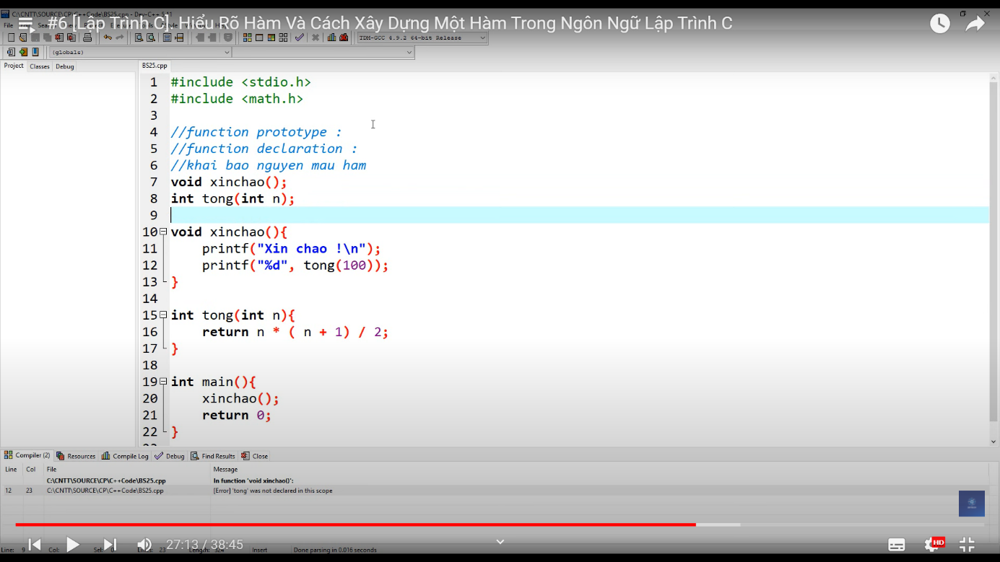 #6 [Lập Trình C]. Hiểu Rõ Hàm Và Cách Xây Dựng Một Hàm Trong Ngôn Ngữ Lập Trình C
TDM-GCC 4.9.2 64-bit Release
(globals)
Project Classes Debug
BS25.cpp
1 #include <stdio.h>
2 #include <math.h>
3
4 //function prototype :
5 //function declaration :
6 //khai bao nguyen mau ham
7 void xinchao();
8 int tong(int n);
9
10 void xinchao(){
11 printf("Xin chao !\n");
12 printf("%d", tong(100));
13 }
14
15 int tong(int n){
16 return n * ( n + 1) / 2;
17 }
18
19 int main(){
20 xinchao();
21 return 0;
22 }
Compiler (2) Resources Compile Log Debug Find Results Close
Line Col File Message
C:\CNTT\SOURCE\CP\C++Code\BS25.cpp In function 'void xinchao()':
12 23 C:\CNTT\SOURCE\CP\C++Code\BS25.cpp [Error] 'tong' was not declared in this scope
27:13 / 38:45
HD
Line: 9 Col: Sel: Insert Done parsing in 0.016 seconds